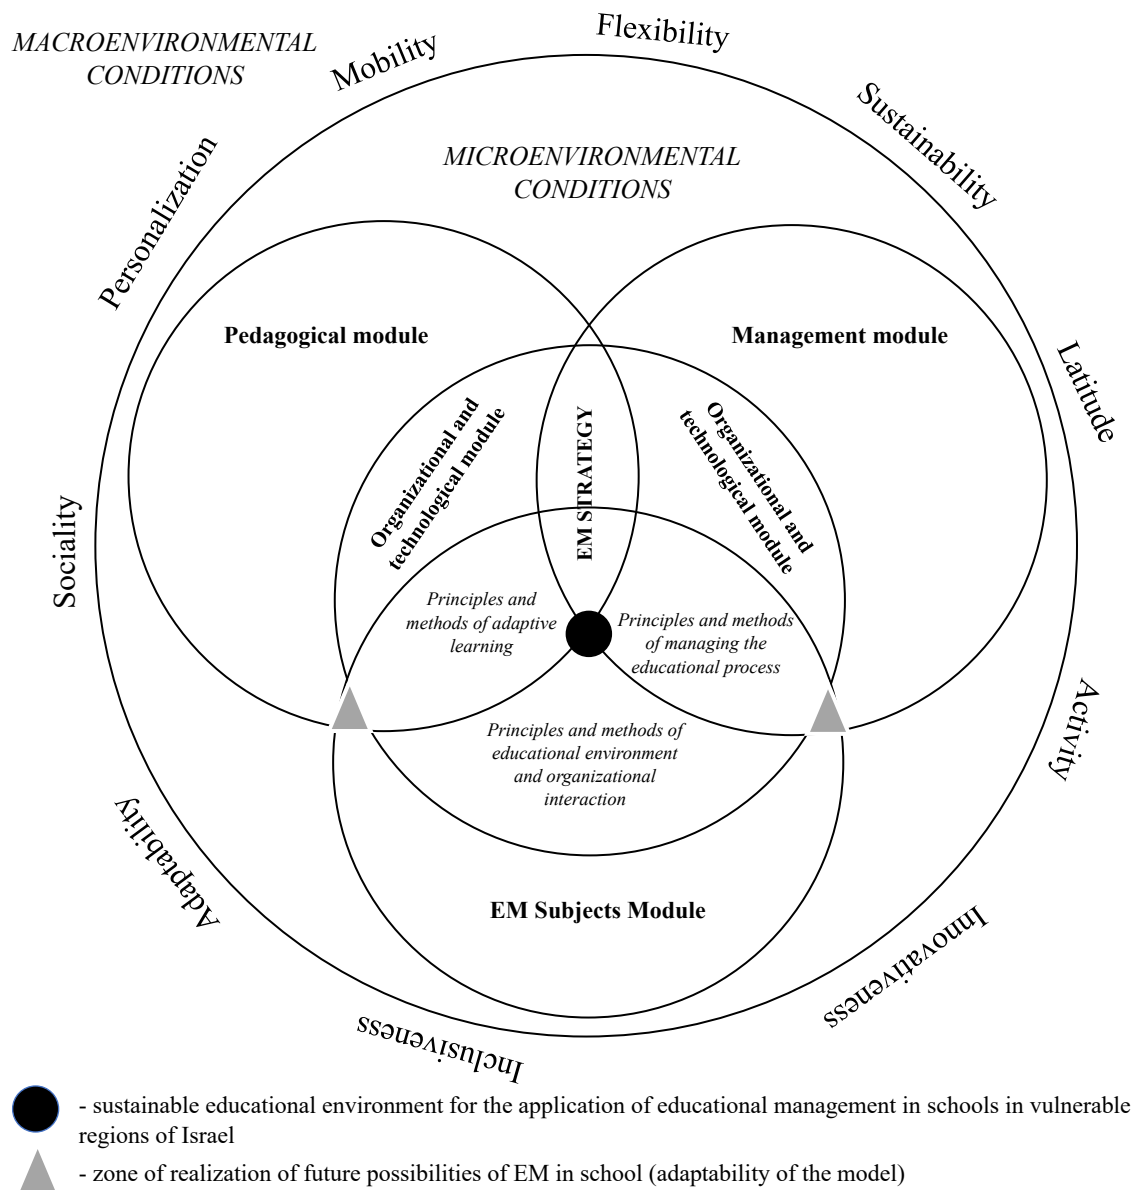 MACROENVIRONMENTAL
CONDITIONS
Mobility
Flexibility
Sustainability
Personalization
MICROENVIRONMENTAL
CONDITIONS
Pedagogical module
Management module
Latitude
Organizational and
technological module
EM STRATEGY
Organizational and
technological module
Sociality
Principles and
methods of adaptive
learning
Principles and methods
of managing the
educational process
Activity
Principles and methods of
educational environment
and organizational
interaction
Adaptability
EM Subjects Module
Innovativeness
Inclusiveness
- sustainable educational environment for the application of educational management in schools in vulnerable
regions of Israel
- zone of realization of future possibilities of EM in school (adaptability of the model)